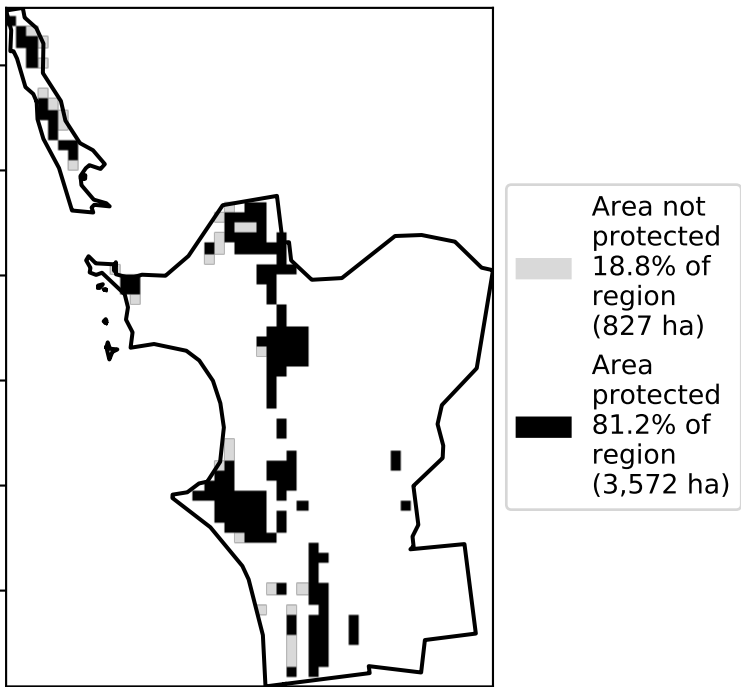 Area not
protected
18.8% of
region
(827 ha)
Area
protected
81.2% of
region
(3,572 ha)